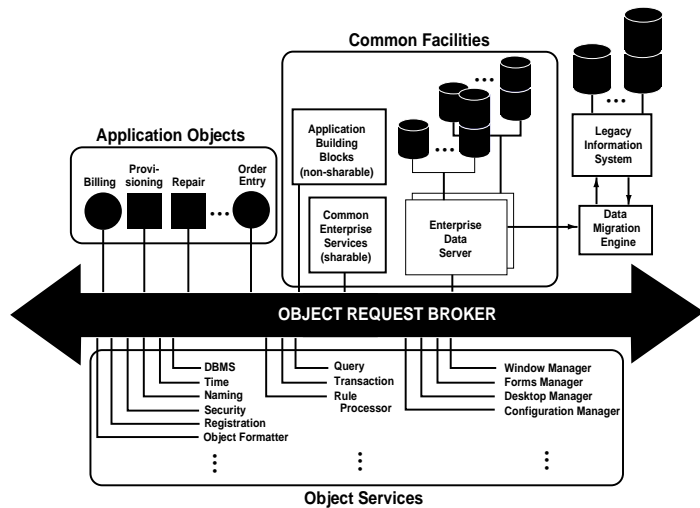 Common Facilities
Application Objects
Billing
Provi-
sioning
Repair
Order
Entry
...
Application
Building
Blocks
(non-sharable)
Common
Enterprise
Services
(sharable)
...
...
Enterprise
Data
Server
...
Legacy
Information
System
Data
Migration
Engine
OBJECT REQUEST BROKER
DBMS
Time
Naming
Security
Registration
Object Formatter
Query
Transaction
Rule
Processor
Window Manager
Forms Manager
Desktop Manager
Configuration Manager
Object Services